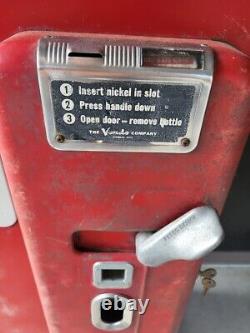 1 Insert nickel in slot
2 Press handle down
3 Open door - remove bottle
THE Vendo COMPANY